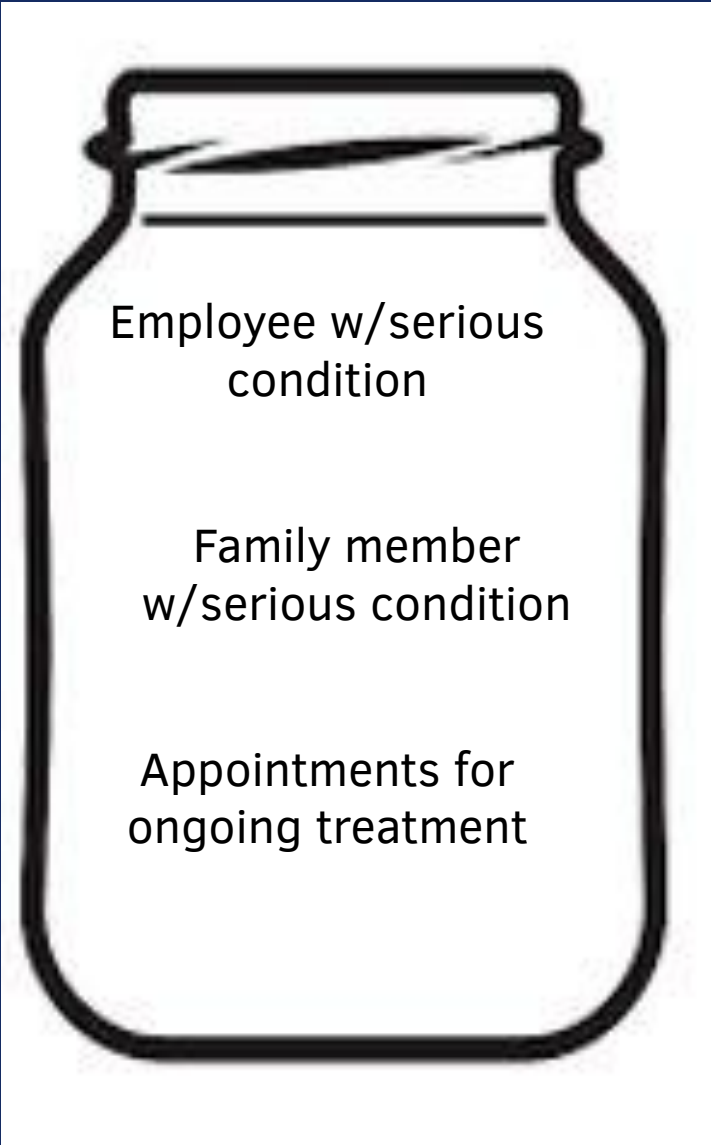 Employee w/serious
condition
Family member
w/serious condition
Appointments for
ongoing treatment